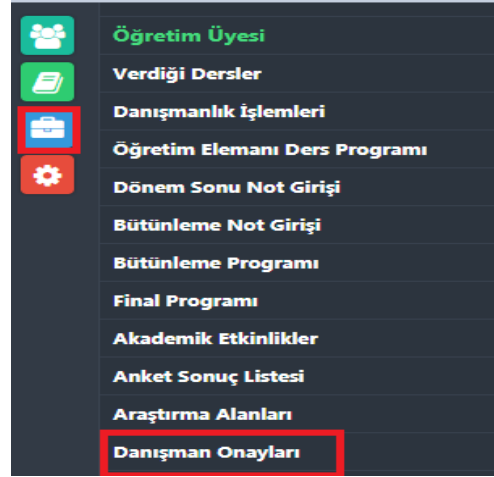 Öğretim Üyesi
Verdiği Dersler
Danışmanlık İşlemleri
Öğretim Elemanı Ders Programı
Dönem Sonu Not Girişi
Bütünleme Not Girişi
Bütünleme Programı
Final Programı
Akademik Etkinlikler
Anket Sonuç Listesi
Araştırma Alanları
Danışman Onayları